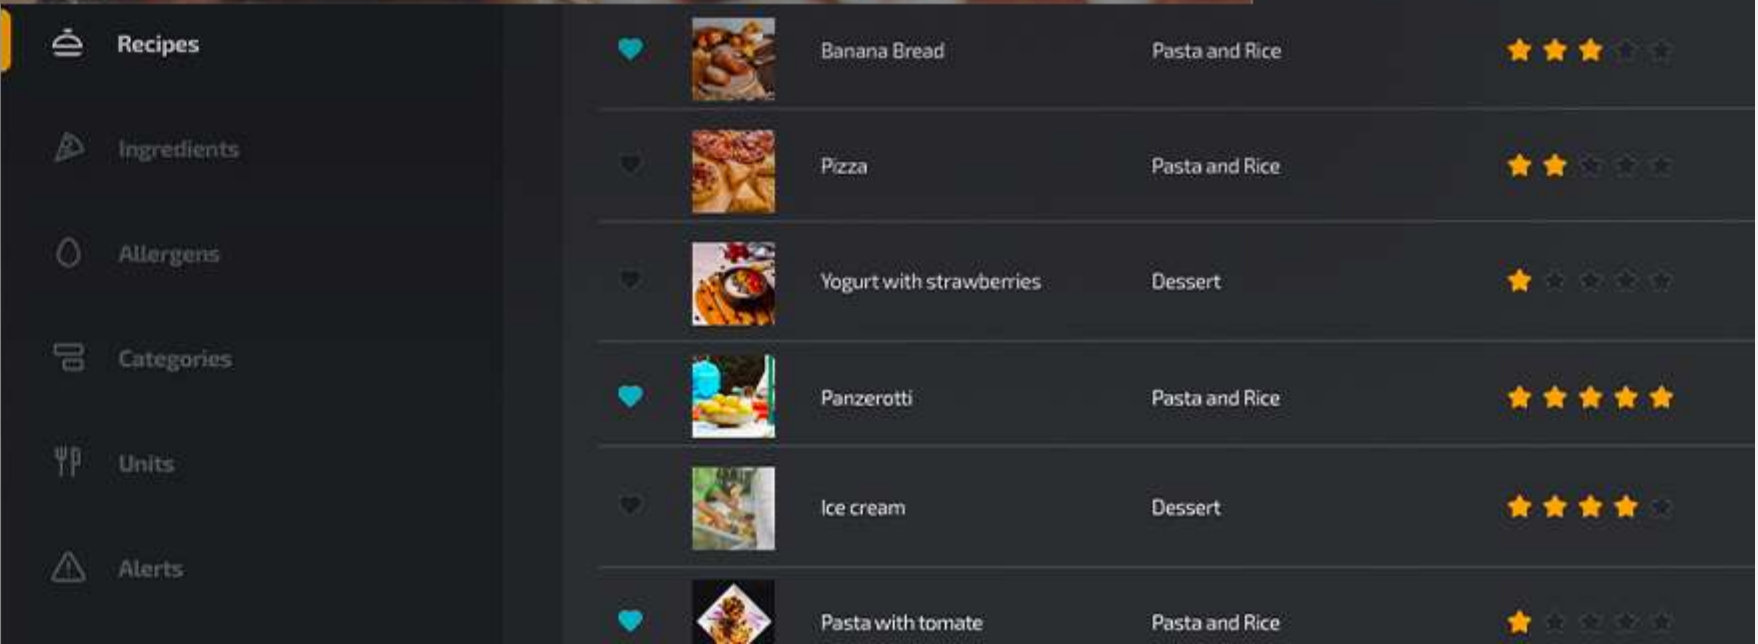 Recipes
Ingredients
Allergens
Categories
Units
Alerts
Banana Bread Pasta and Rice
Pizza Pasta and Rice
Yogurt with strawberries Dessert
Panzerotti Pasta and Rice
Ice cream Dessert
Pasta with tomate Pasta and Rice